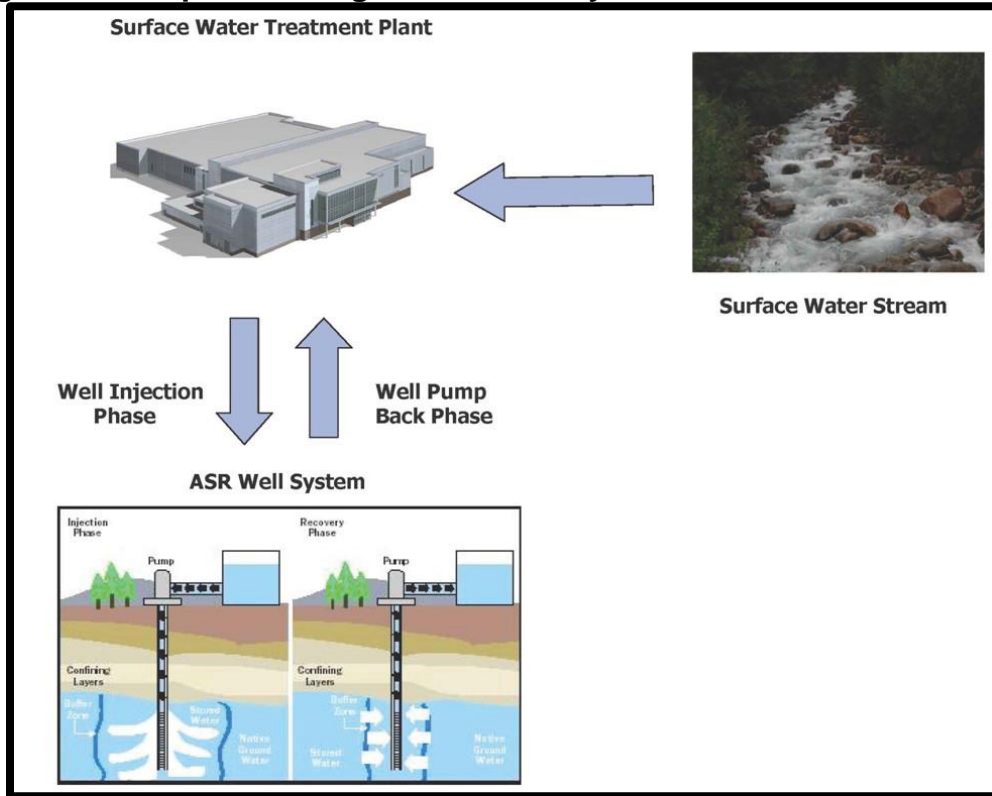 Surface Water Treatment Plant
Surface Water Stream
Well Injection
Phase
Well Pump
Back Phase
ASR Well System
Injection
Phase
Pump
Confining
Layers
Buffer
Zone
Stored
Water
Native
Ground
Water
Recovery
Phase
Pump
Confining
Layers
Buffer
Zone
Stored
Water
Native
Ground
Water